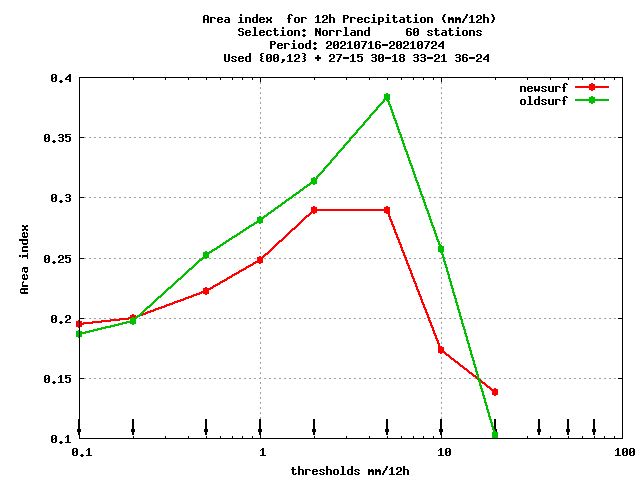 Area index  for 12h Precipitation (mm/12h)
Selection: Norrland     60 stations
Period: 20210716-20210724
Used {00,12} + 27-15 30-18 33-21 36-24
newsurf
oldsurf
0.4
0.35
0.3
0.25
0.2
0.15
0.1
Area index
0.1 1 10 100
thresholds mm/12h